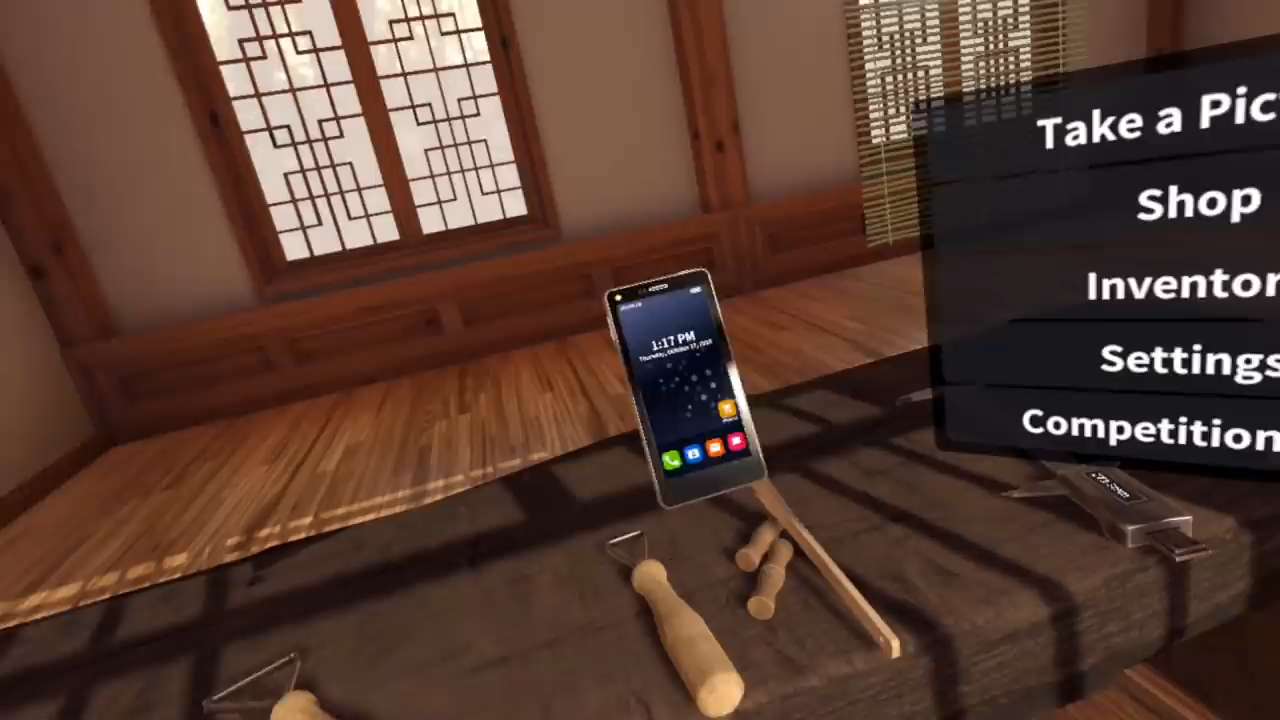 Take a Pic
Shop
Inventor
Settings
Competition
1:17 PM